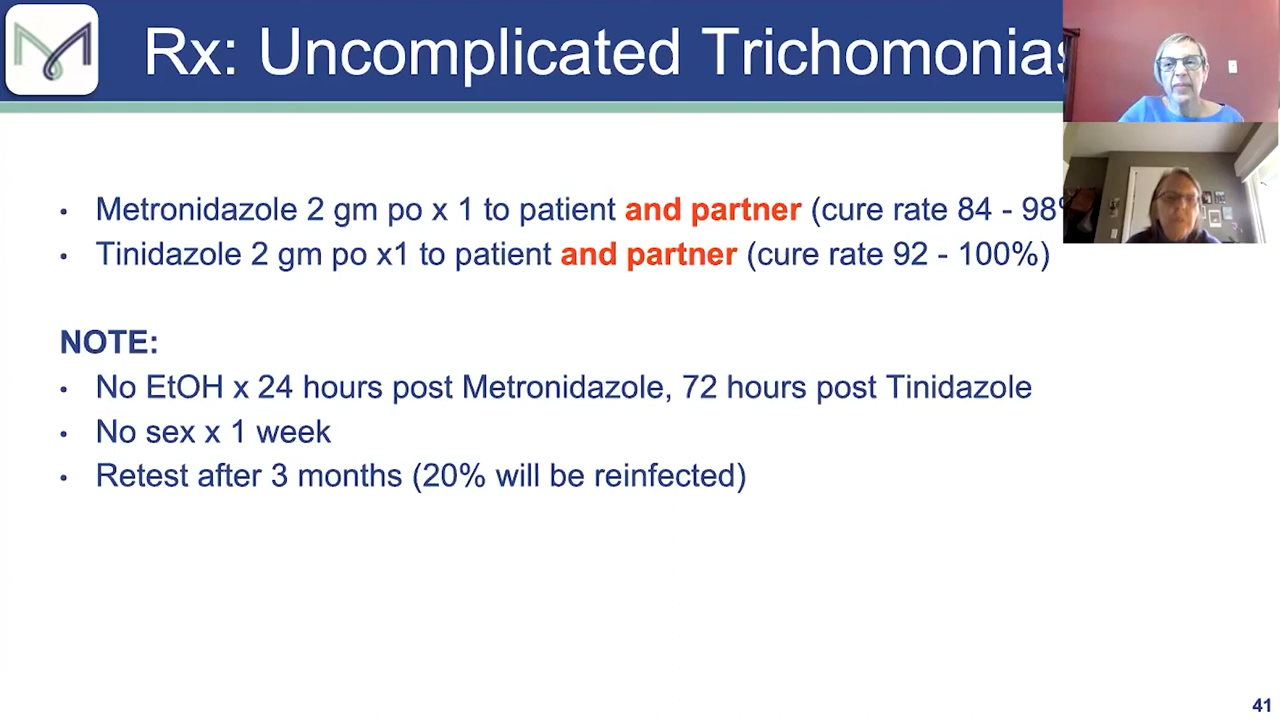 Rx: Uncomplicated Trichomonias
• Metronidazole 2 gm po x 1 to patient and partner (cure rate 84 - 98%
• Tinidazole 2 gm po x1 to patient and partner (cure rate 92 - 100%)
NOTE:
• No EtOH x 24 hours post Metronidazole, 72 hours post Tinidazole
• No sex x 1 week
• Retest after 3 months (20% will be reinfected)
41